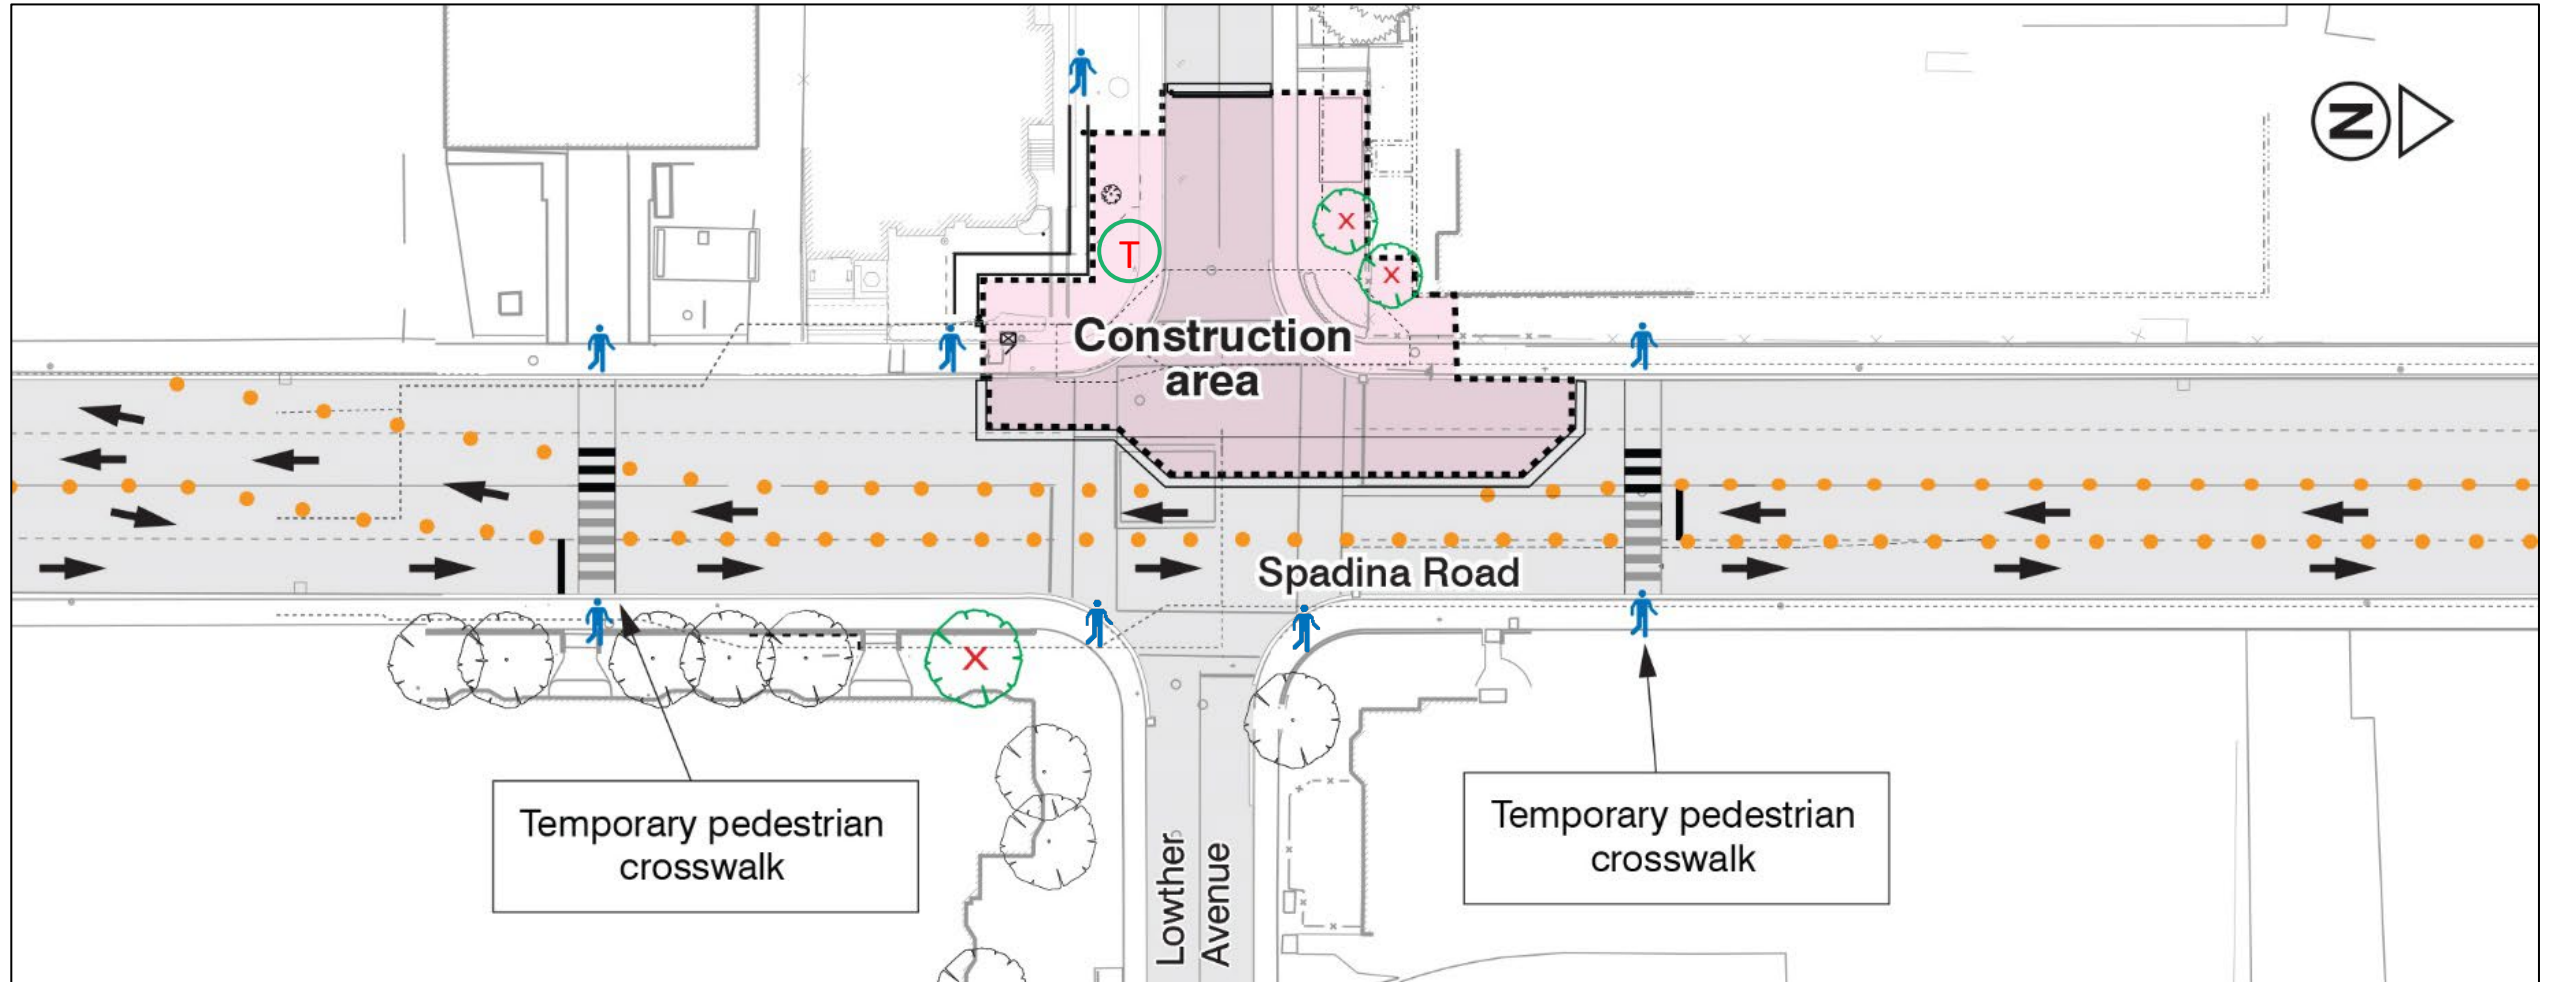 N
X
T
X
Construction
area
Spadina Road
X
Temporary pedestrian
crosswalk
Temporary pedestrian
crosswalk
Lowther
Avenue